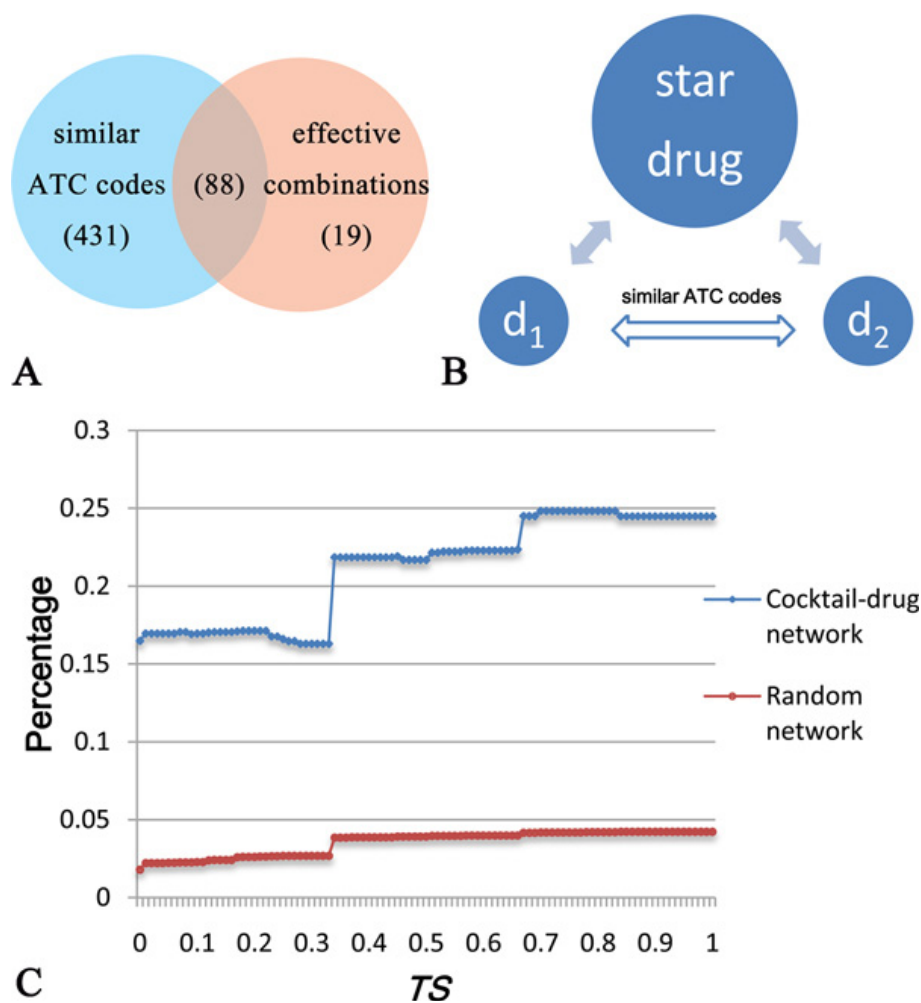 similar
ATC codes
(431)
(88)
effective
combinations
(19)
A
star
drug
similar ATC codes
d1
d2
B
0.3
0.25
0.2
0.15
0.1
0.05
0
Percentage
0 0.1 0.2 0.3 0.4 0.5 0.6 0.7 0.8 0.9 1
TS
Cocktail-drug
network
Random
network
C